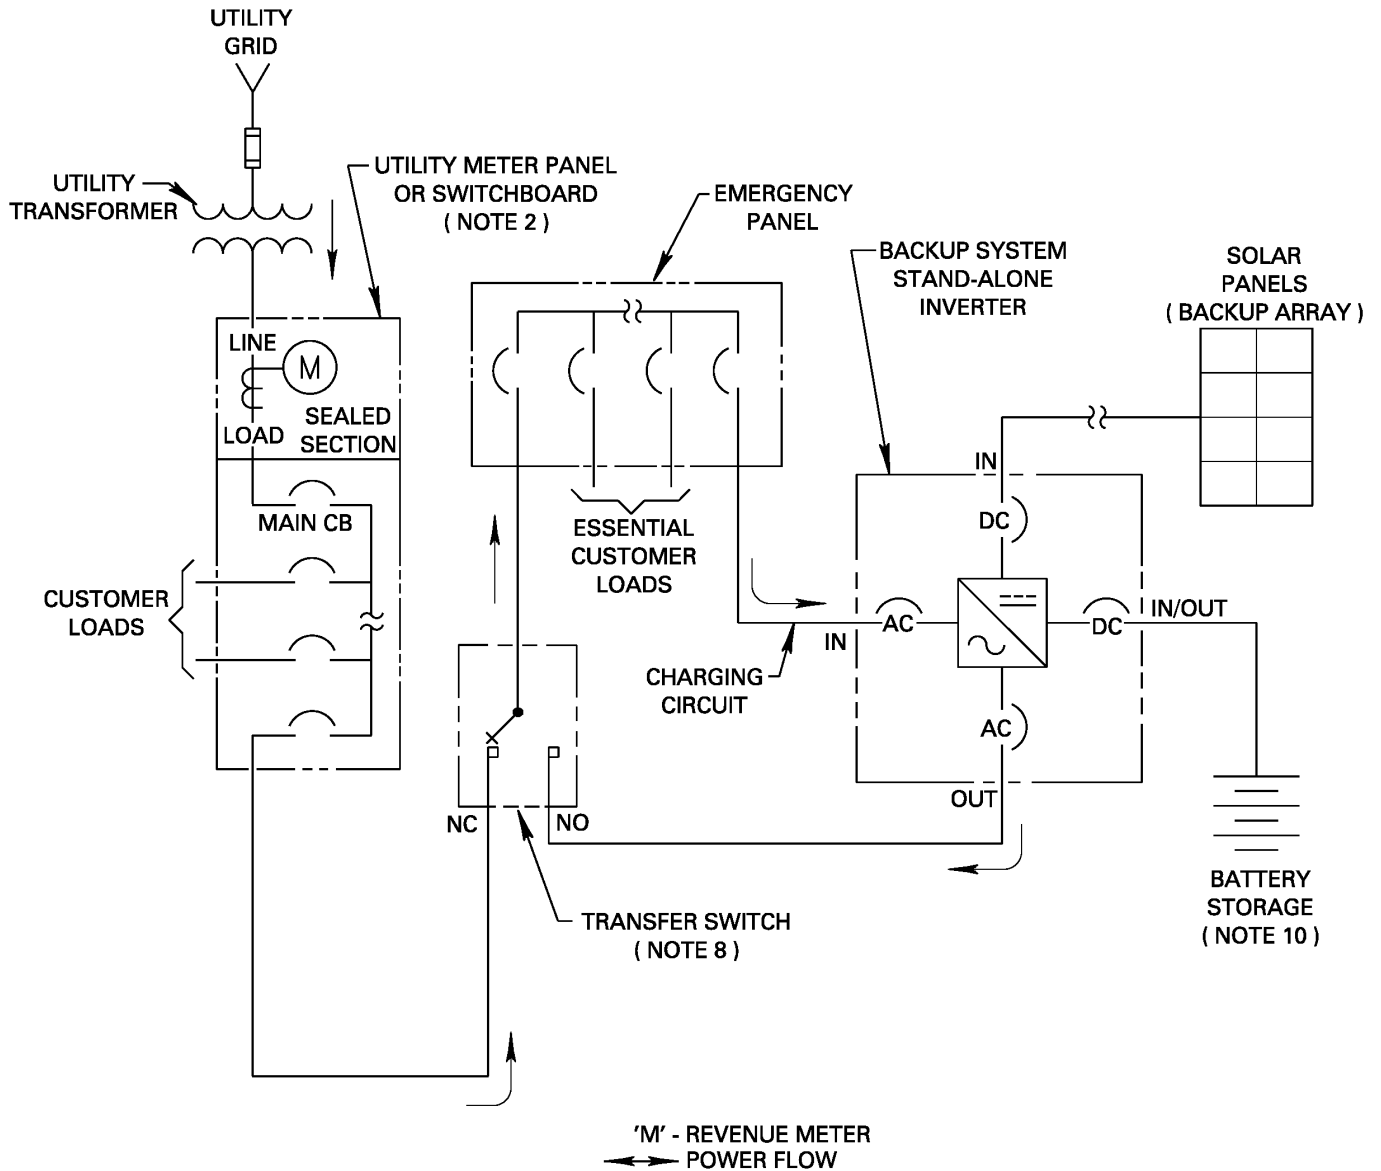 UTILITY
GRID
UTILITY
TRANSFORMER
UTILITY METER PANEL
OR SWITCHBOARD
( NOTE 2 )
EMERGENCY
PANEL
BACKUP SYSTEM
STAND-ALONE
INVERTER
SOLAR
PANELS
( BACKUP ARRAY )
LINE
M
SEALED
SECTION
LOAD
MAIN CB
CUSTOMER
LOADS
ESSENTIAL
CUSTOMER
LOADS
IN
DC
IN
AC
DC
IN/OUT
CHARGING
CIRCUIT
AC
OUT
NC
NO
TRANSFER SWITCH
( NOTE 8 )
BATTERY
STORAGE
( NOTE 10 )
'M' - REVENUE METER
POWER FLOW